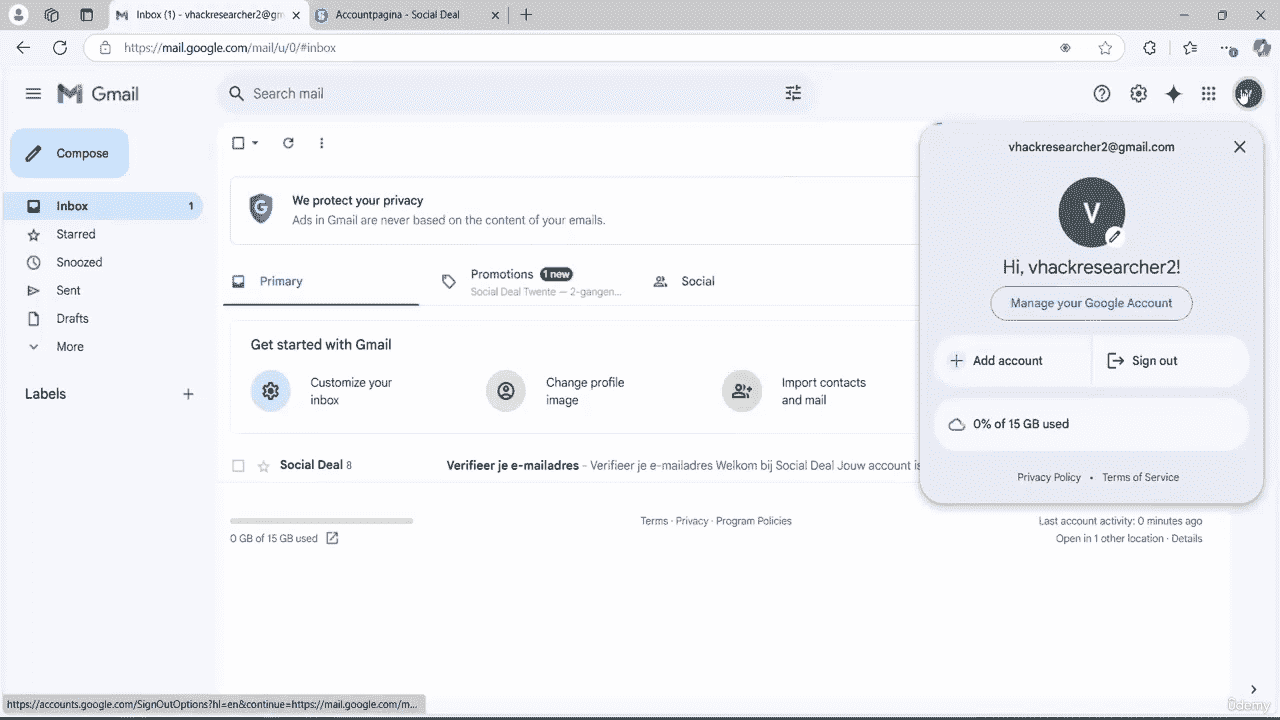 Inbox (1) - vhackresearcher2@gm
Accountpagina - Social Deal
https://mail.google.com/mail/u/0/#inbox
Gmail
Search mail
Compose
Inbox 1
Starred
Snoozed
Sent
Drafts
More
Labels
We protect your privacy
Ads in Gmail are never based on the content of your emails.
Primary
Promotions 1 new
Social Deal Twente — 2-gangen...
Social
Get started with Gmail
Customize your
inbox
Change profile
image
Import contacts
and mail
Social Deal 8
Verifieer je e-mailadres - Verifieer je e-mailadres Welkom bij Social Deal Jouw account is
0 GB of 15 GB used
Terms · Privacy · Program Policies
Last account activity: 0 minutes ago
Open in 1 other location · Details
vhackresearcher2@gmail.com
V
Hi, vhackresearcher2!
Manage your Google Account
Add account
Sign out
0% of 15 GB used
Privacy Policy • Terms of Service
https://accounts.google.com/SignOutOptions?hl=en&continue=https://mail.google.com/m...
ûdemy